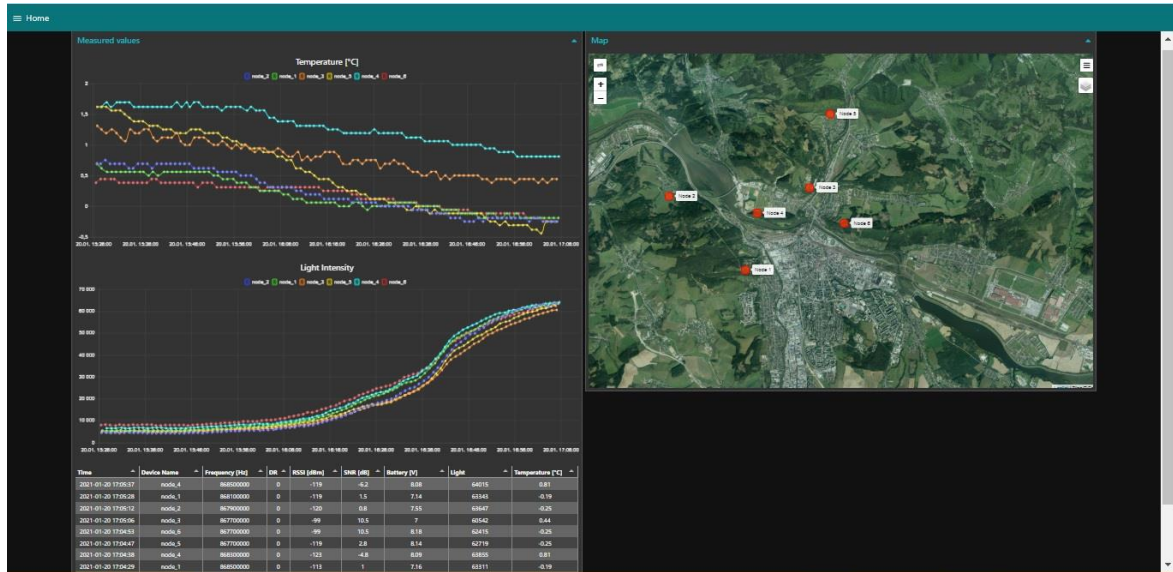 Home
Measured values
Temperature [°C]
node_2 node_1 node_4
2
1,5
1
0,5
0
-0,5
Light Intensity
node_2 node_1 node_4
70 000
60 000
50 000
40 000
30 000
20 000
10 000
0
Time Device Name Frequency [Hz] DR RSSI [dBm] SNR [dB] Battery [V] Light Temperature [°C]
2021-01-20 17:05:37 node_4 868500000 0 -119 -6.2 8.08 64015 0.81
2021-01-20 17:05:28 node_1 868100000 0 -119 1.5 7.14 63343 -0.19
2021-01-20 17:05:12 node_2 867900000 0 -120 0.8 7.55 63647 -0.25
2021-01-20 17:05:06 node_3 867700000 0 -99 10.5 7 60542 0.44
2021-01-20 17:04:53 node_6 867700000 0 -99 10.5 8.18 62415 -0.25
2021-01-20 17:04:47 node_5 867700000 0 -119 2.8 8.14 62719 -0.25
2021-01-20 17:04:38 node_4 868300000 0 -123 -4.8 8.09 63855 0.81
2021-01-20 17:04:29 node_1 868500000 0 -113 1 7.16 63311 -0.19
Map
+
−
Node 5
Node 3
Node 2
Node 4
Node 6
Node 1